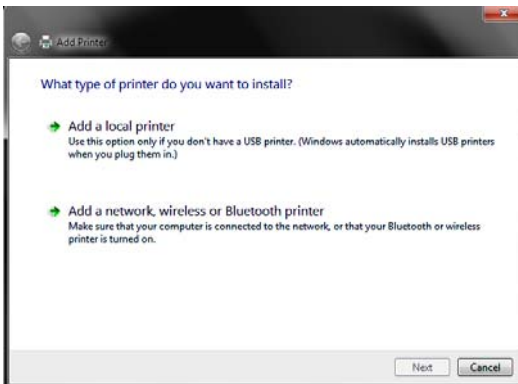 Add Printer
What type of printer do you want to install?
Add a local printer
Use this option only if you don't have a USB printer. (Windows automatically installs USB printers
when you plug them in.)
Add a network, wireless or Bluetooth printer
Make sure that your computer is connected to the network, or that your Bluetooth or wireless
printer is turned on.
Next Cancel